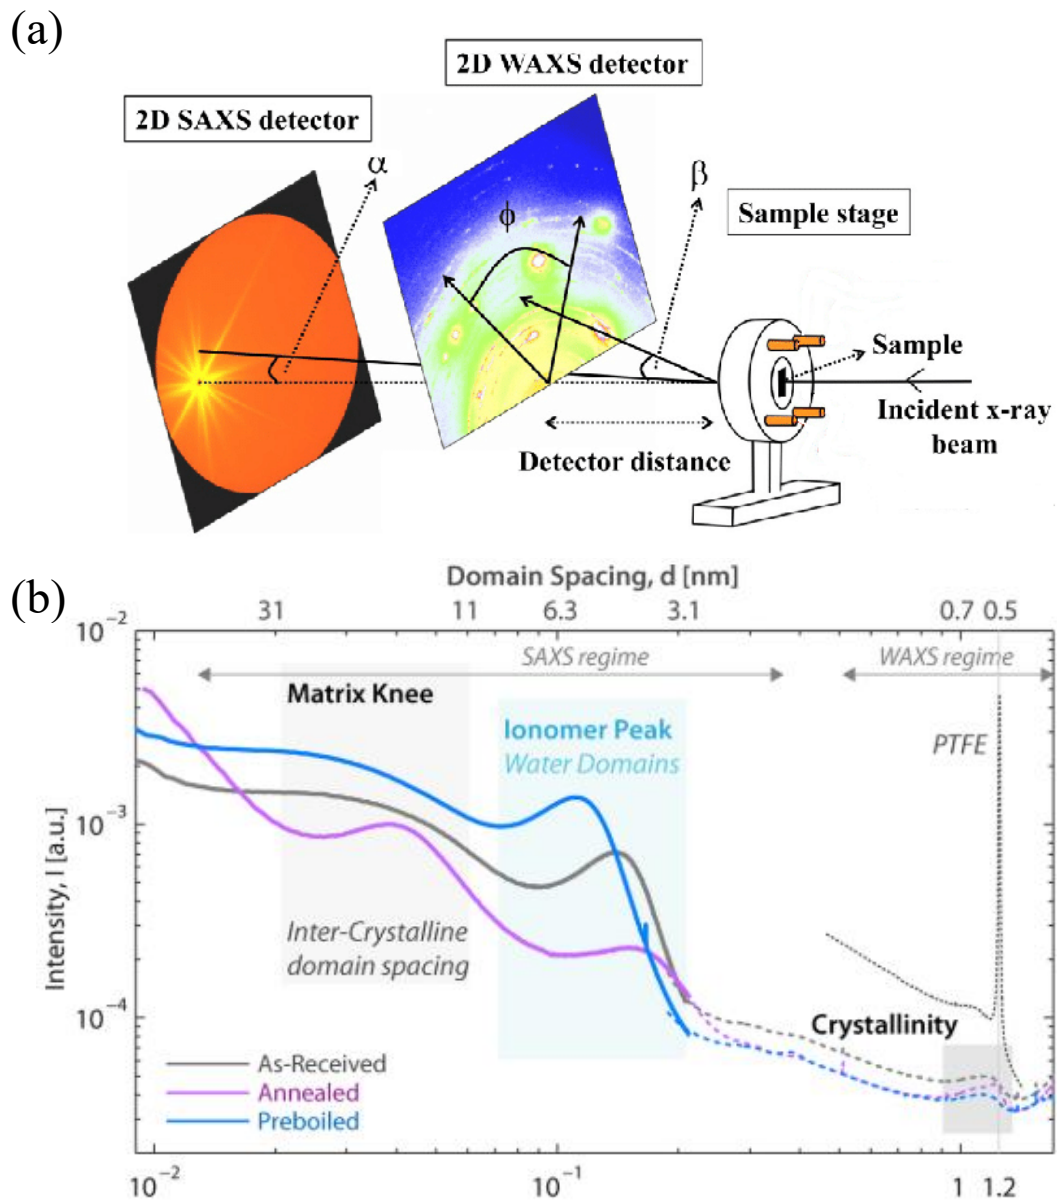 (a)
2D WAXS detector
2D SAXS detector
α
β
ϕ
Sample stage
Sample
Incident x-ray
beam
Detector distance
(b)
Domain Spacing, d [nm]
31 11 6.3 3.1 0.7 0.5
10⁻²
SAXS regime
WAXS regime
Matrix Knee
Ionomer Peak
Water Domains
PTFE
10⁻³
Intensity, I [a.u.]
Inter-Crystalline
domain spacing
10⁻⁴
Crystallinity
As-Received
Annealed
Preboiled
10⁻² 10⁻¹ 1 1.2